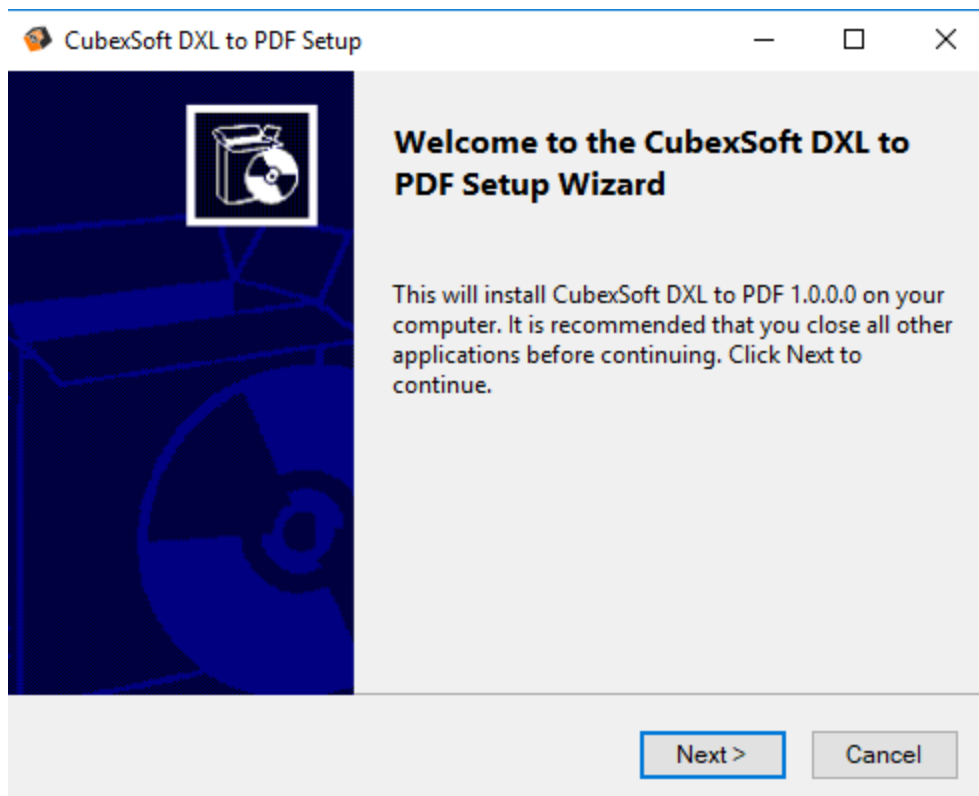 CubexSoft DXL to PDF Setup
Welcome to the CubexSoft DXL to
PDF Setup Wizard
This will install CubexSoft DXL to PDF 1.0.0.0 on your
computer. It is recommended that you close all other
applications before continuing. Click Next to
continue.
Next >
Cancel